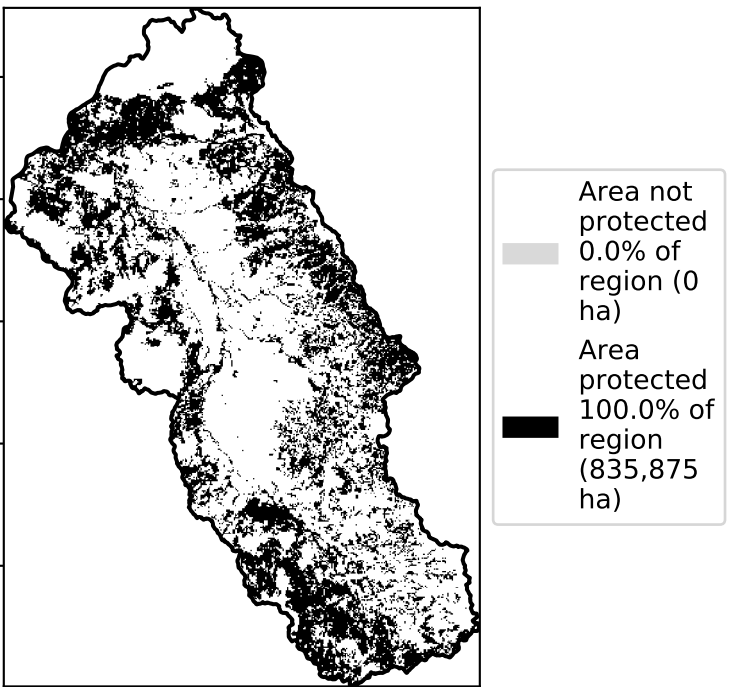 Area not
protected
0.0% of
region (0
ha)
Area
protected
100.0% of
region
(835,875
ha)